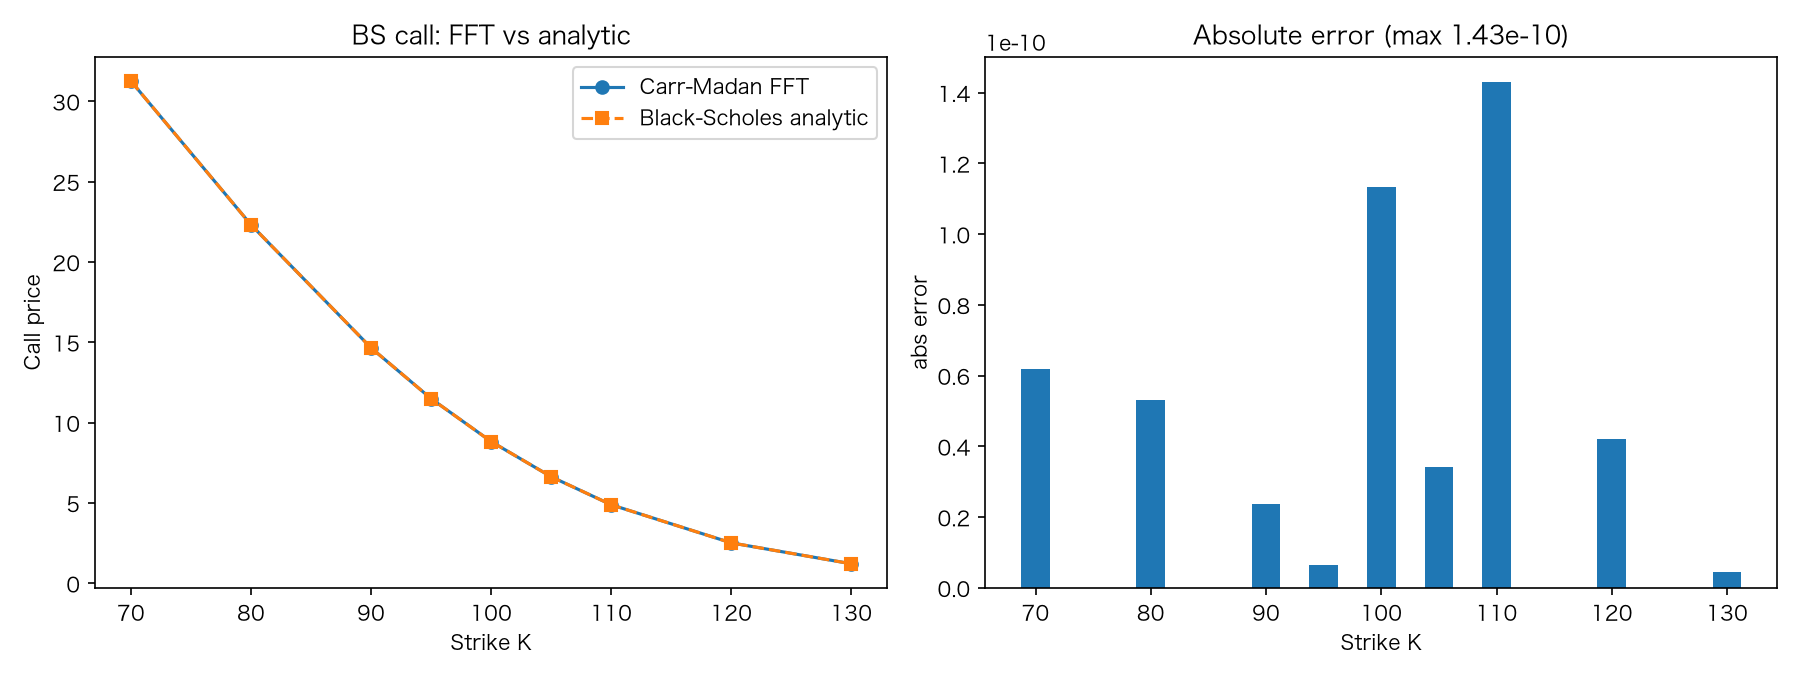 BS call: FFT vs analytic
Carr-Madan FFT
Black-Scholes analytic
Call price
30
25
20
15
10
5
0
70 80 90 100 110 120 130
Strike K
Absolute error (max 1.43e-10)
1e-10
abs error
1.4
1.2
1.0
0.8
0.6
0.4
0.2
0.0
70 80 90 100 110 120 130
Strike K